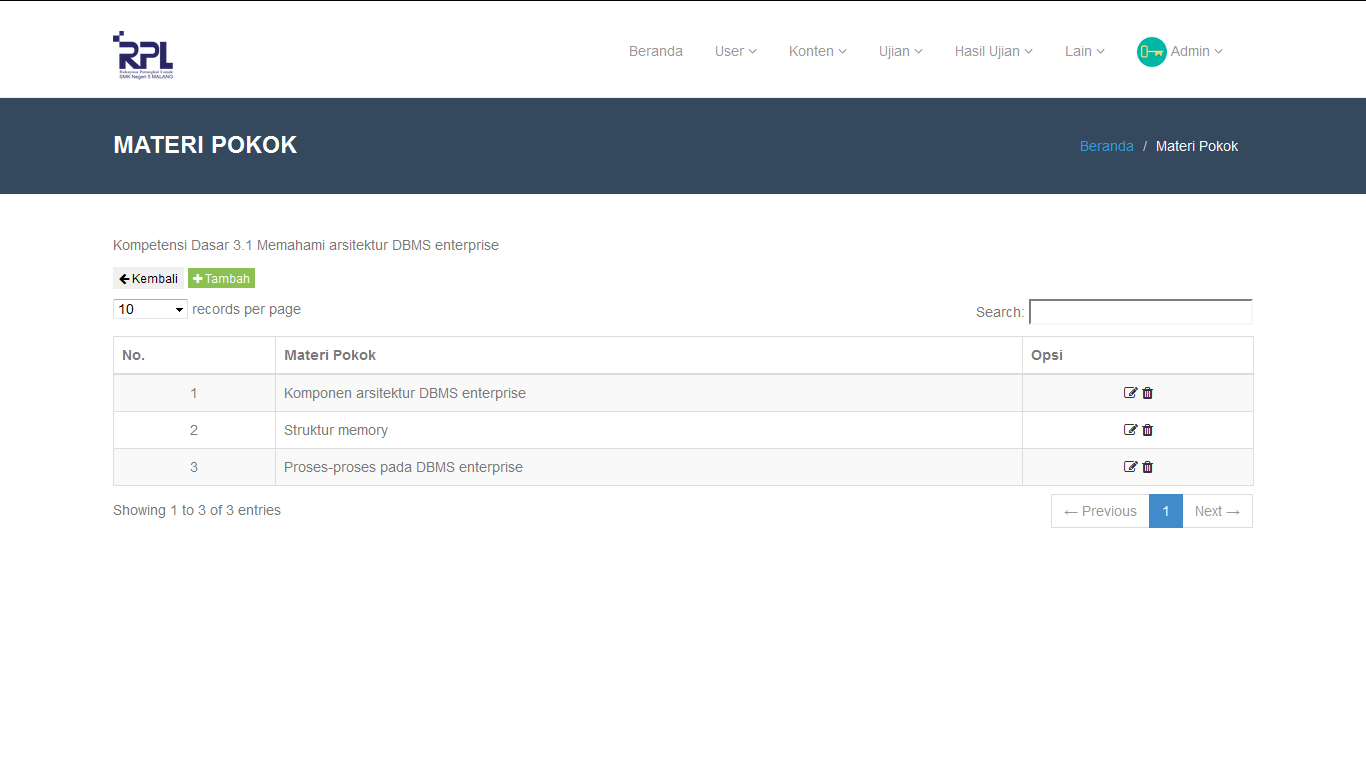 RPL
Rekayasa Perangkat Lunak
SMK Negeri 5 MALANG
Beranda User Konten Ujian Hasil Ujian Lain Admin
MATERI POKOK
Beranda / Materi Pokok
Kompetensi Dasar 3.1 Memahami arsitektur DBMS enterprise
Kembali Tambah
10 records per page
Search:
No. Materi Pokok Opsi
1 Komponen arsitektur DBMS enterprise
2 Struktur memory
3 Proses-proses pada DBMS enterprise
Showing 1 to 3 of 3 entries
← Previous 1 Next →